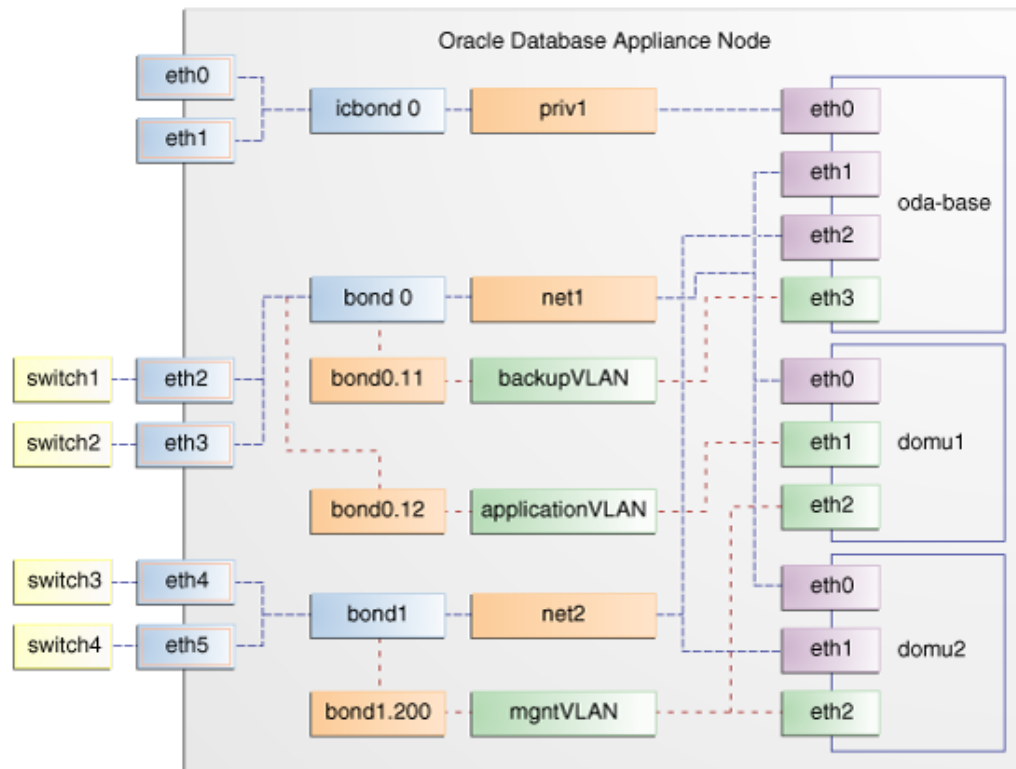 Oracle Database Appliance Node
eth0
eth1
icbond 0
priv1
eth0
eth1
eth2
eth3
oda-base
bond 0
net1
switch1
eth2
bond0.11
backupVLAN
switch2
eth3
bond0.12
applicationVLAN
eth0
eth1
eth2
domu1
switch3
eth4
switch4
eth5
bond1
net2
bond1.200
mgntVLAN
eth0
eth1
eth2
domu2